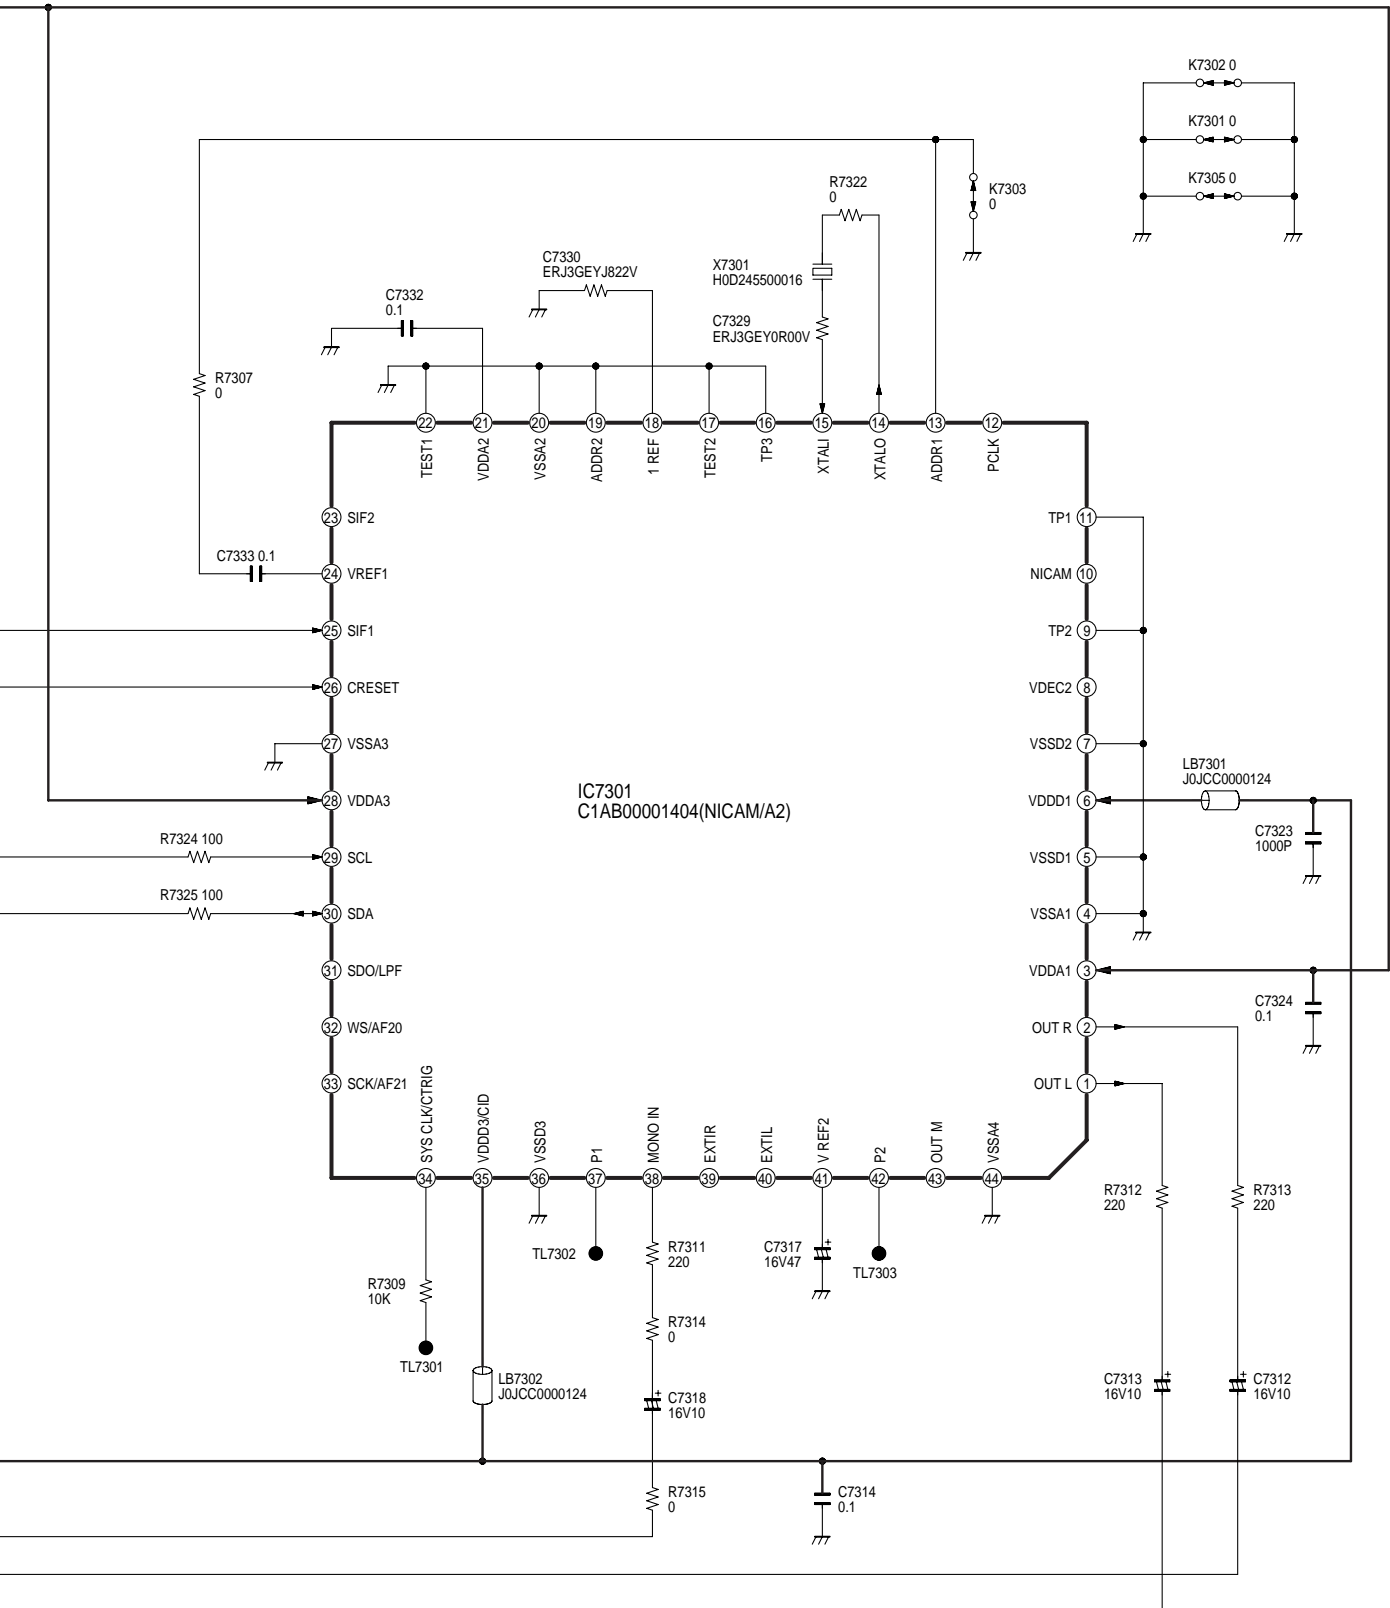 K7302 0
K7301 0
K7305 0
R7322
0
K7303
0
C7330
ERJ3GEYJ822V
X7301
H0D245500016
C7332
0.1
C7329
ERJ3GEY0R00V
R7307
0
22
21
20
19
18
17
16
15
14
13
12
TEST1
VDDA2
VSSA2
ADDR2
1 REF
TEST2
TP3
XTALI
XTALO
ADDR1
PCLK
23 SIF2
C7333 0.1
24 VREF1
25 SIF1
26 CRESET
27 VSSA3
28 VDDA3
R7324 100
29 SCL
R7325 100
30 SDA
31 SDO/LPF
32 WS/AF20
33 SCK/AF21
IC7301
C1AB00001404(NICAM/A2)
TP1 11
NICAM 10
TP2 9
VDEC2 8
VSSD2 7
LB7301
J0JCC0000124
VDDD1 6
C7323
1000P
VSSD1 5
VSSA1 4
VDDA1 3
C7324
0.1
OUT R 2
OUT L 1
SYS CLK/CTRIG
VDDD3/CID
VSSD3
P1
MONO IN
EXTIR
EXTIL
V REF2
P2
OUT M
VSSA4
34
35
36
37
38
39
40
41
42
43
44
R7312
220
R7313
220
TL7302
R7311
220
C7317
16V47
TL7303
R7309
10K
R7314
0
TL7301
LB7302
J0JCC0000124
+
C7318
16V10
+
+
C7313
16V10
+
C7312
16V10
R7315
0
C7314
0.1